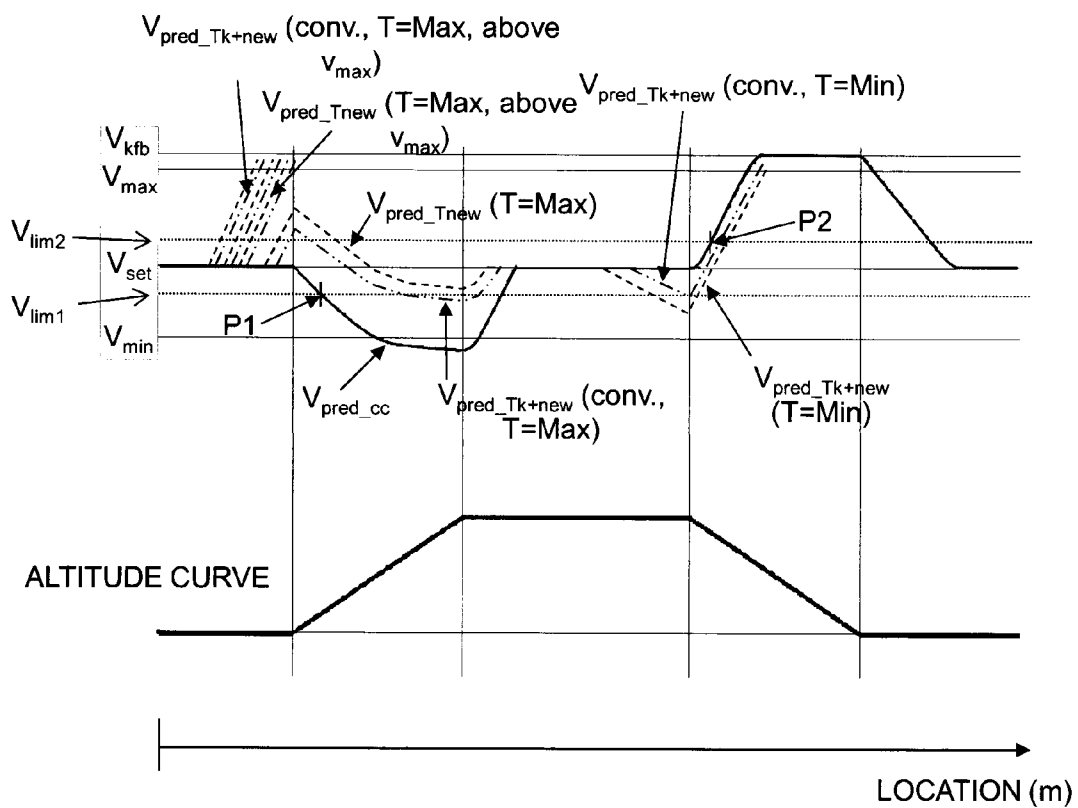 Vpred_Tk+new (conv., T=Max, above
vmax)
Vpred_Tnew (T=Max, above
vmax)
Vpred_Tk+new (conv., T=Min)
Vkfb
Vmax
Vpred_Tnew (T=Max)
P2
Vlim2
Vset
Vlim1
P1
Vmin
Vpred_cc
Vpred_Tk+new (conv.,
T=Max)
Vpred_Tk+new
(T=Min)
ALTITUDE CURVE
LOCATION (m)